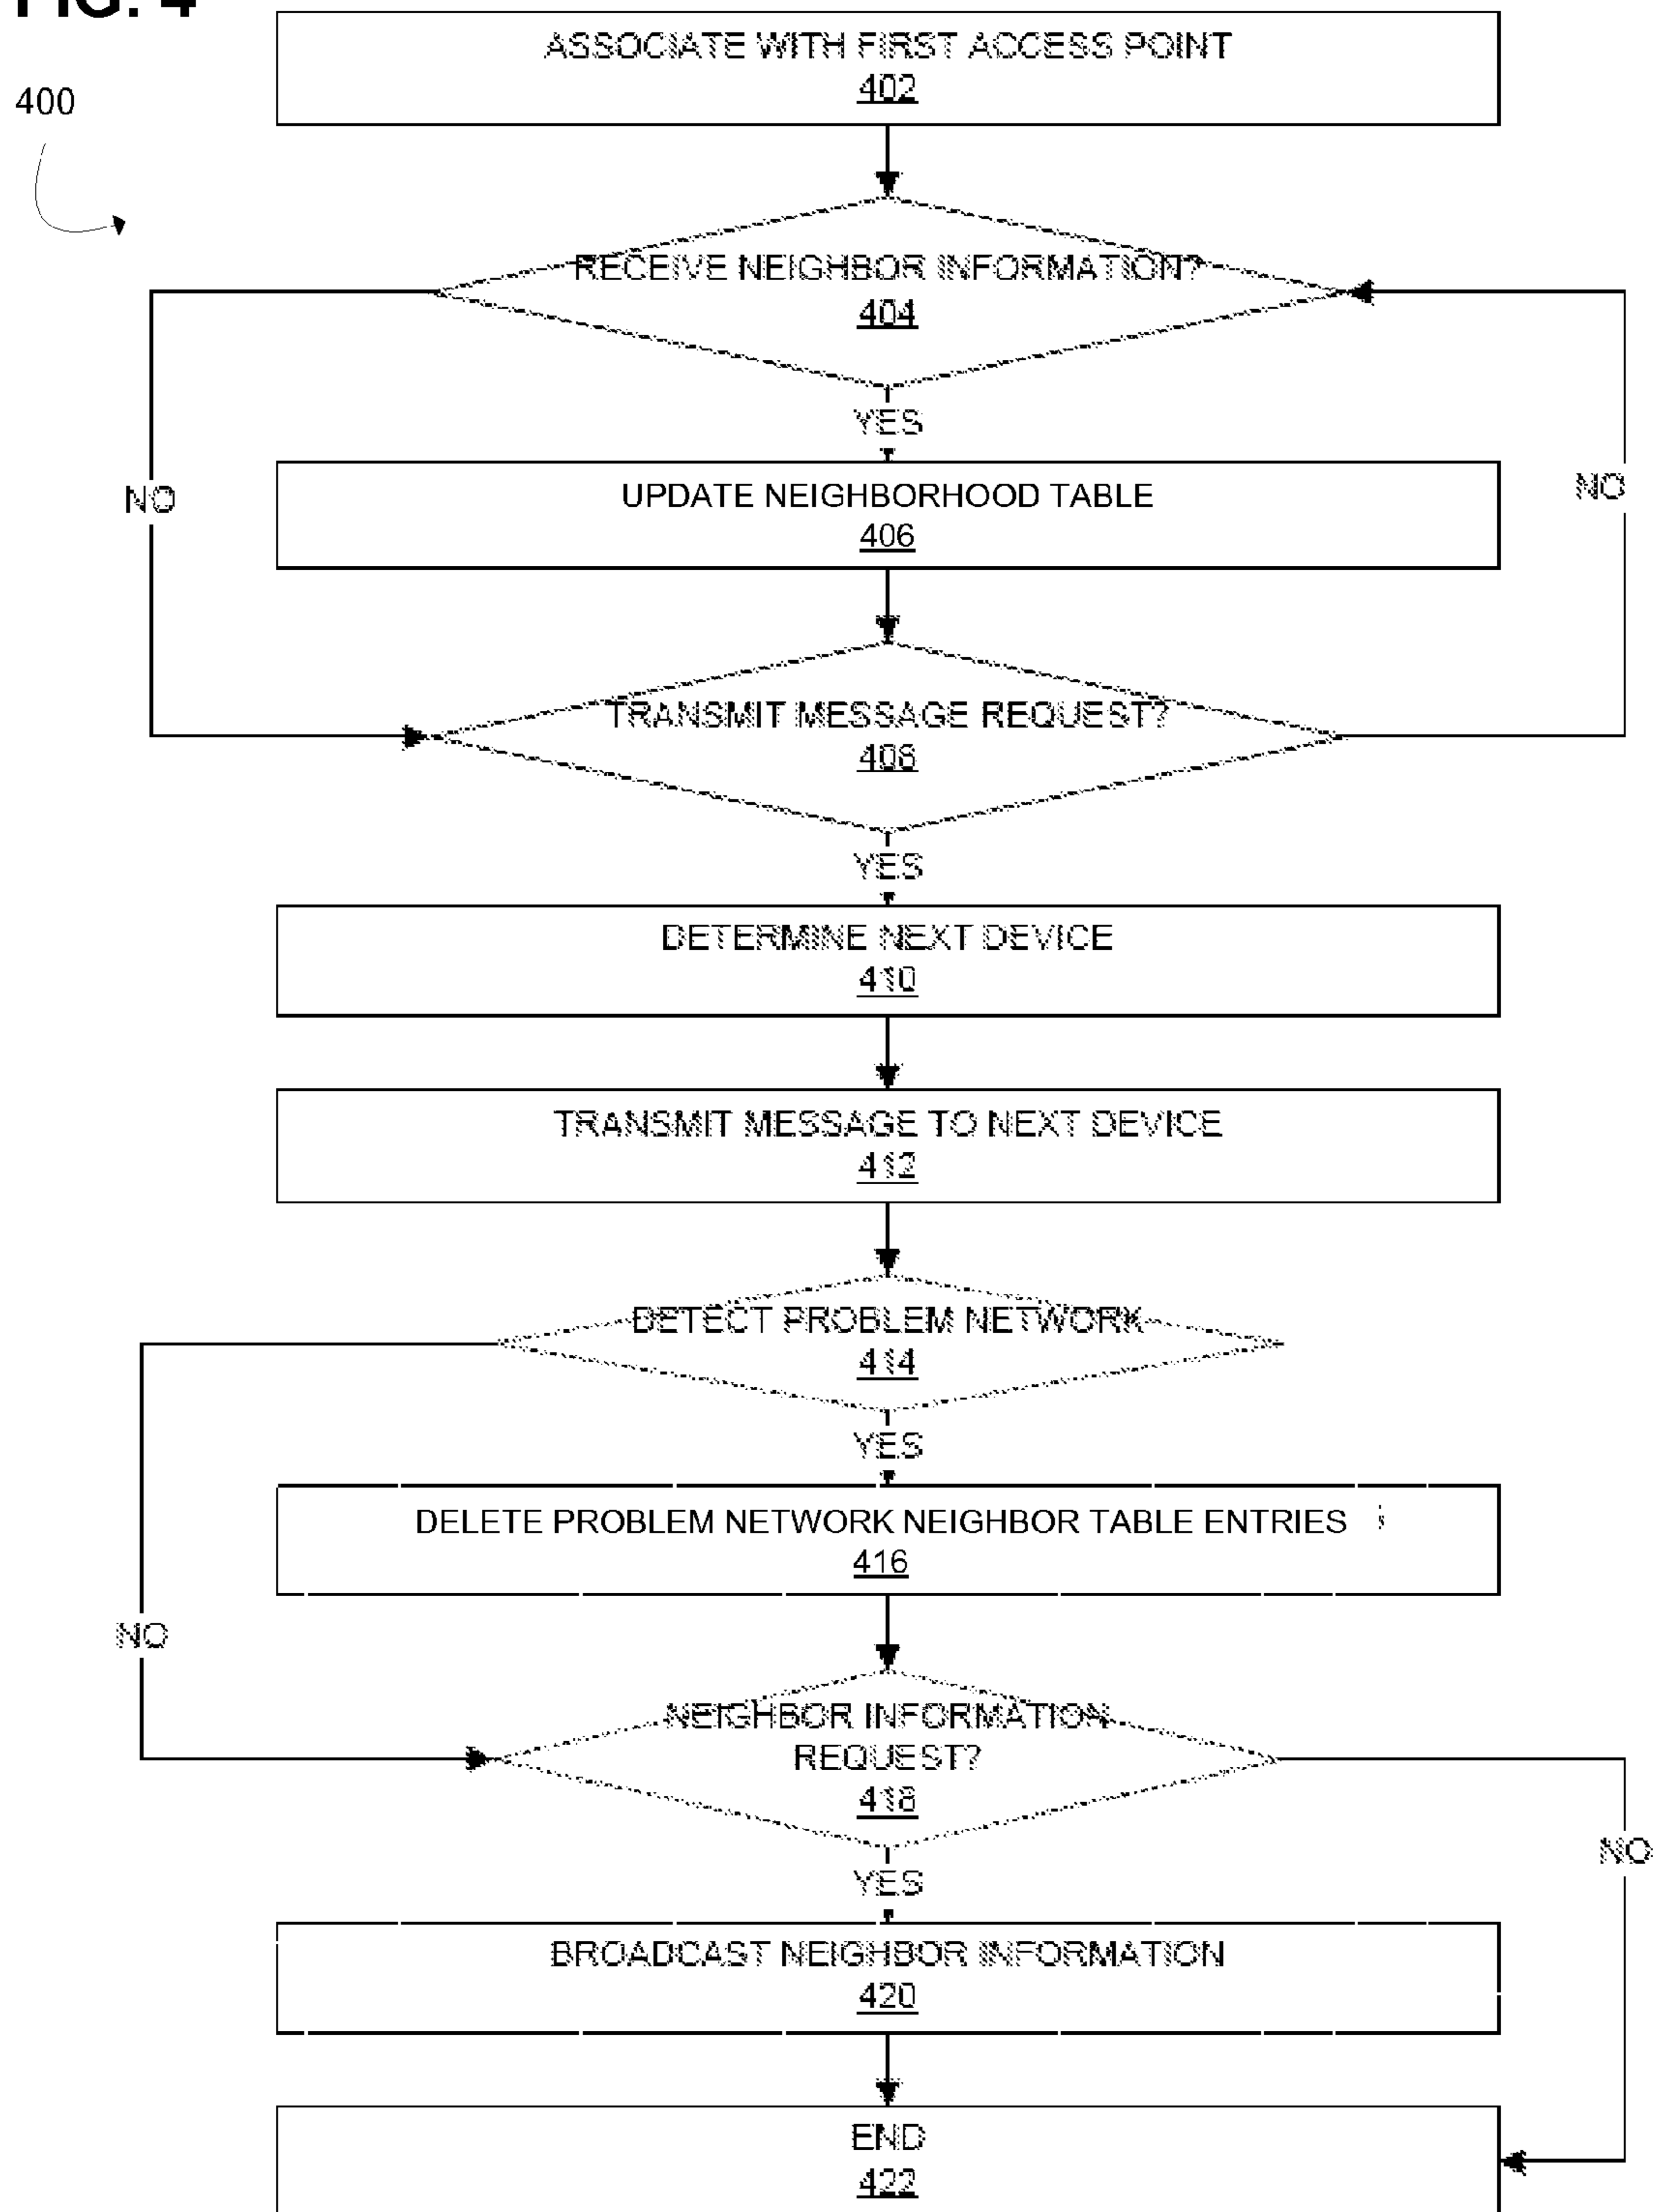 FIG. 4
400
ASSOCIATE WITH FIRST ACCESS POINT
402
RECEIVE NEIGHBOR INFORMATION?
404
YES
NO
NO
UPDATE NEIGHBORHOOD TABLE
406
TRANSMIT MESSAGE REQUEST?
408
YES
DETERMINE NEXT DEVICE
410
TRANSMIT MESSAGE TO NEXT DEVICE
412
DETECT PROBLEM NETWORK
414
YES
DELETE PROBLEM NETWORK NEIGHBOR TABLE ENTRIES
416
NO
NEIGHBOR INFORMATION
REQUEST?
418
YES
NO
BROADCAST NEIGHBOR INFORMATION
420
END
422